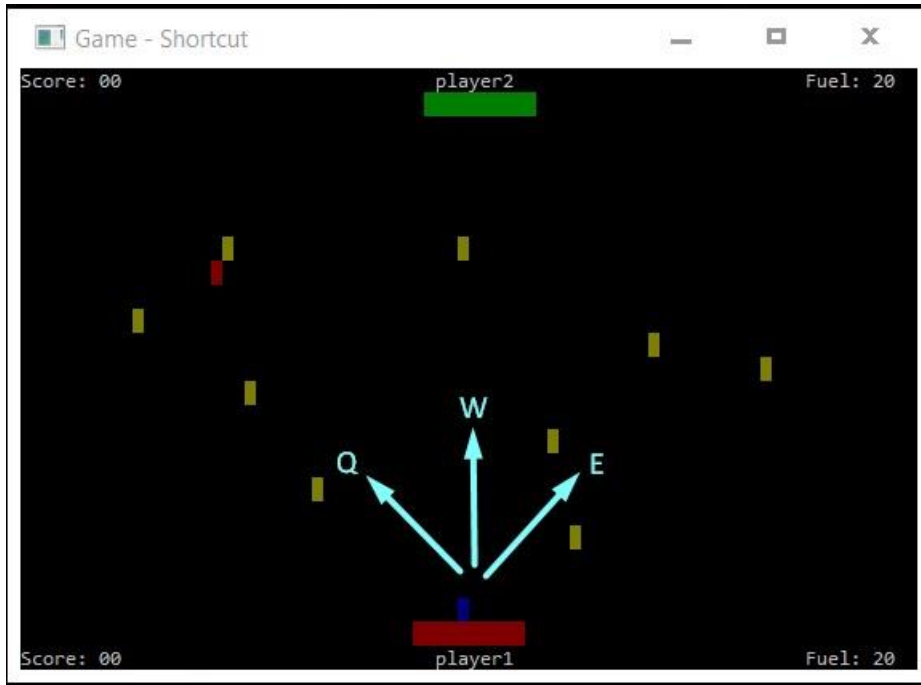 Game - Shortcut
Score: 00 player2 Fuel: 20
W
Q E
Score: 00 player1 Fuel: 20